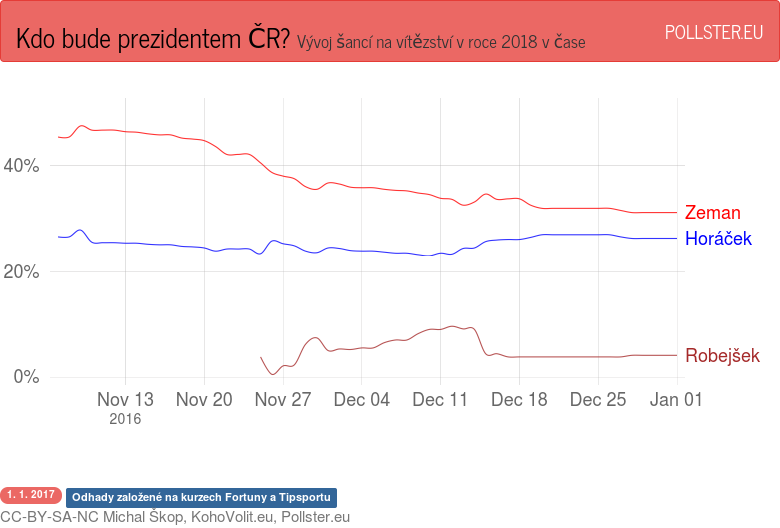 Kdo bude prezidentem ČR? Vývoj šancí na vítězství v roce 2018 v čase
POLLSTER.EU
40%
20%
0%
Zeman
Horáček
Robejšek
Nov 13 Nov 20 Nov 27 Dec 04 Dec 11 Dec 18 Dec 25 Jan 01
2016
1. 1. 2017 Odhady založené na kurzech Fortuny a Tipsportu
CC-BY-SA-NC Michal Škop, KohoVolit.eu, Pollster.eu